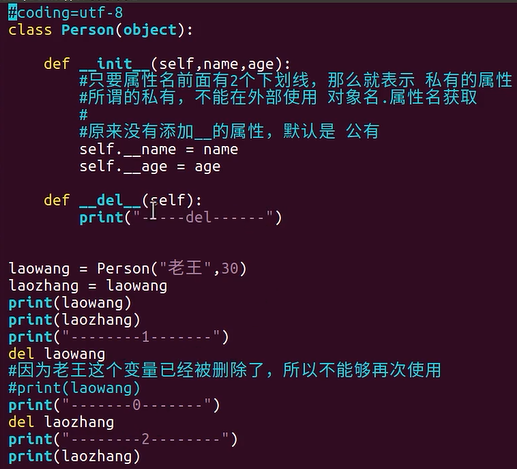 #coding=utf-8
class Person(object):
def __init__(self,name,age):
#只要属性名前面有2个下划线，那么就表示 私有的属性
#所谓的私有，不能在外部使用 对象名.属性名获取
#
#原来没有添加__的属性，默认是 公有
self.__name = name
self.__age = age
def __del__(self):
print("------del------")
laowang = Person("老王",30)
laozhang = laowang
print(laowang)
print(laozhang)
print("--------1-------")
del laowang
#因为老王这个变量已经被删除了，所以不能够再次使用
#print(laowang)
print("-------0-------")
del laozhang
print("--------2--------")
print(laozhang)